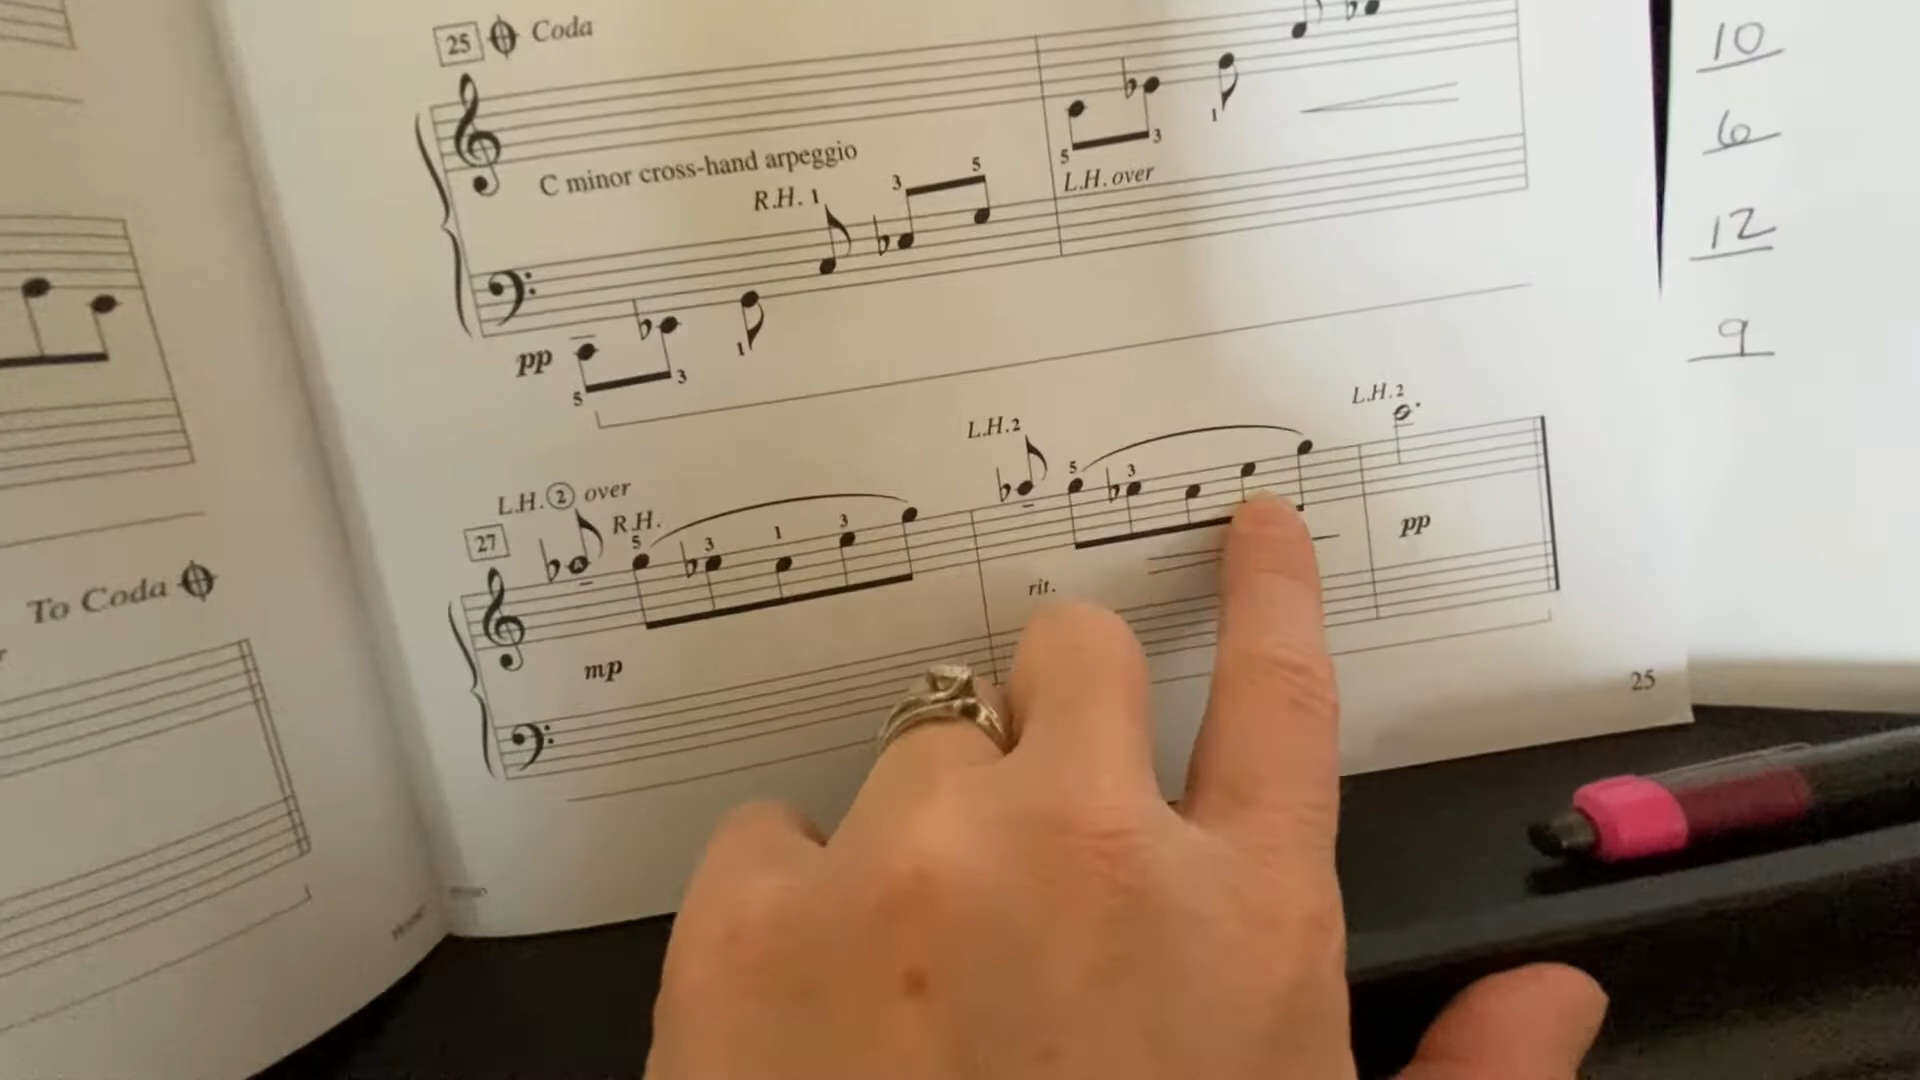 25 Coda
C minor cross-hand arpeggio
R.H. 1
3 5
5 3 1
L.H. over
pp
5 3 1
L.H. 2
L.H. 2
L.H. 2 over
R.H.
27
5 3 1 3
5 3
mp
rit.
pp
25
To Coda
10
6
12
9